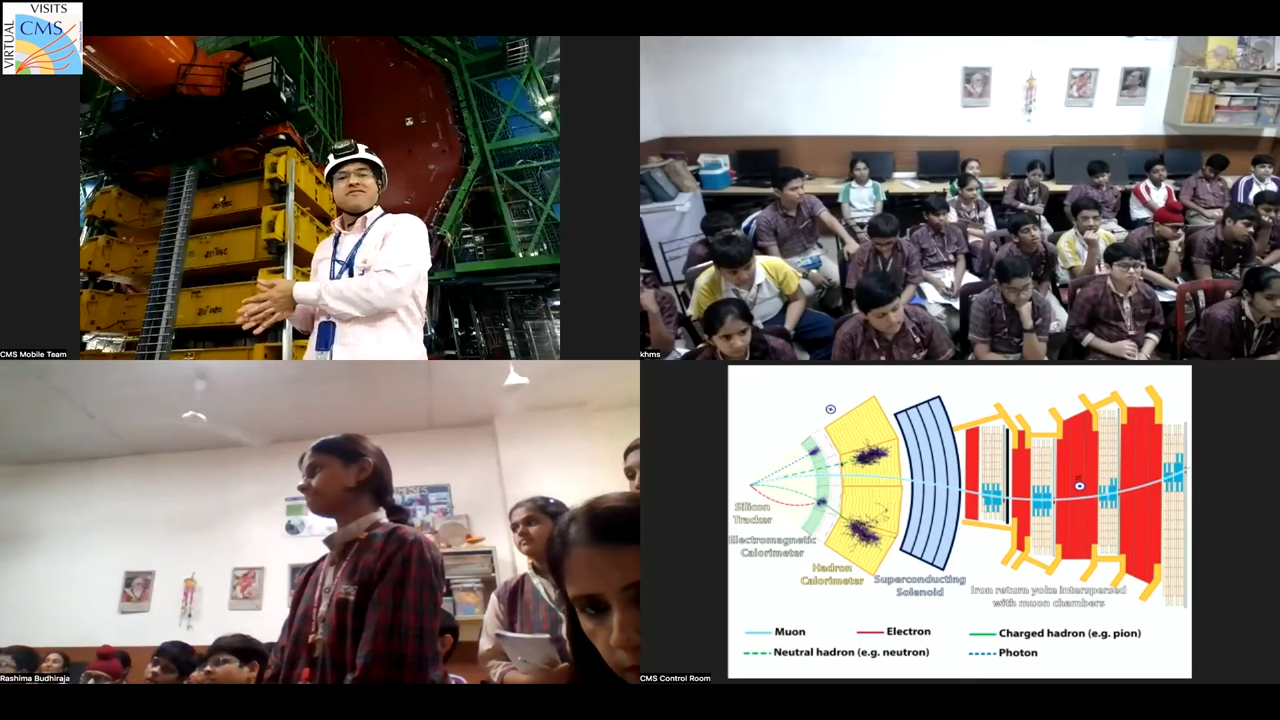 VISITS
VIRTUAL
CMS
CMS Mobile Team
khms
Silicon
Tracker
Electromagnetic
Calorimeter
Hadron
Calorimeter
Superconducting
Solenoid
Iron return yoke interspersed
with muon chambers
Muon
Electron
Charged hadron (e.g. pion)
Neutral hadron (e.g. neutron)
Photon
Rashima Budhiraja
CMS Control Room